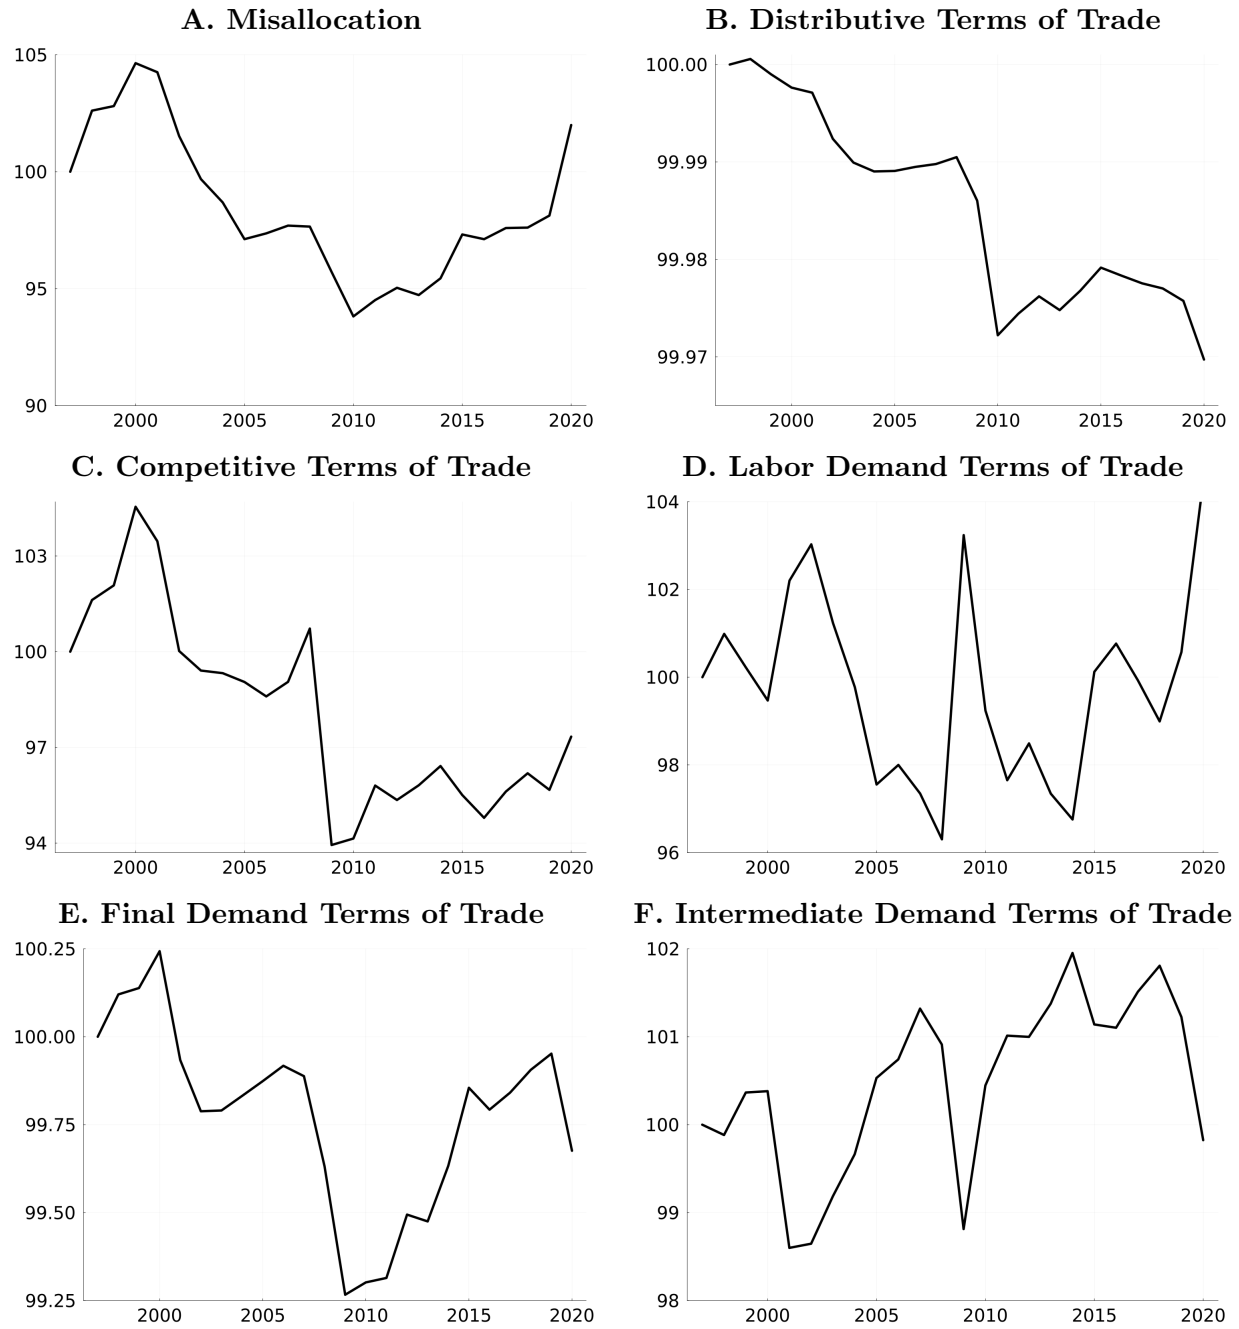 A. Misallocation
105
100
95
90
2000 2005 2010 2015 2020
B. Distributive Terms of Trade
100.00
99.99
99.98
99.97
2000 2005 2010 2015 2020
C. Competitive Terms of Trade
103
100
97
94
2000 2005 2010 2015 2020
D. Labor Demand Terms of Trade
104
102
100
98
96
2000 2005 2010 2015 2020
E. Final Demand Terms of Trade
100.25
100.00
99.75
99.50
99.25
2000 2005 2010 2015 2020
F. Intermediate Demand Terms of Trade
102
101
100
99
98
2000 2005 2010 2015 2020